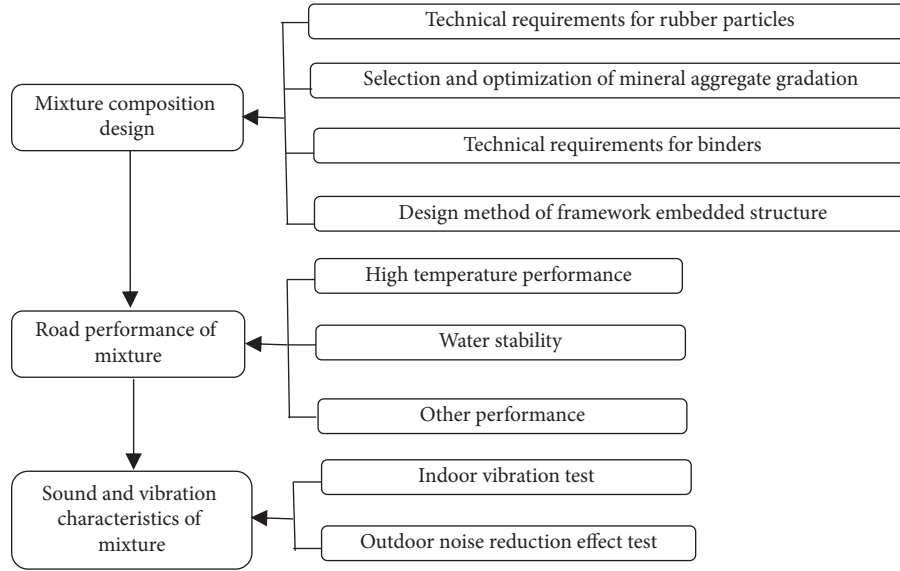 Technical requirements for rubber particles
Selection and optimization of mineral aggregate gradation
Mixture composition
design
Technical requirements for binders
Design method of framework embedded structure
High temperature performance
Road performance of
mixture
Water stability
Other performance
Indoor vibration test
Sound and vibration
characteristics of
mixture
Outdoor noise reduction effect test